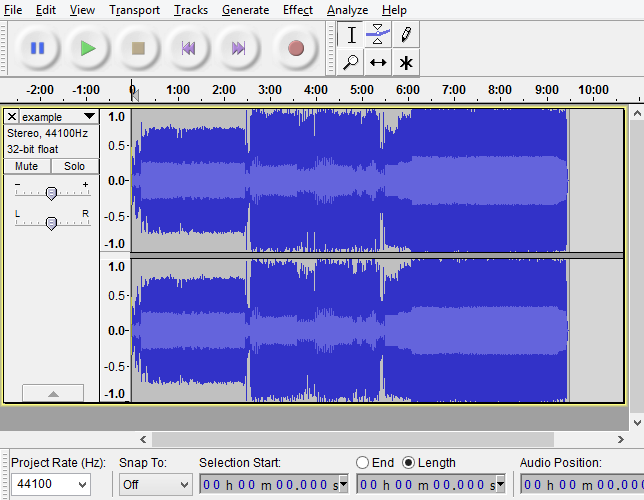 File Edit View Transport Tracks Generate Effect Analyze Help
-2:00 -1:00 0 1:00 2:00 3:00 4:00 5:00 6:00 7:00 8:00 9:00 10:00
example
Stereo, 44100Hz
32-bit float
Mute Solo
- +
L R
1.0
0.5-
0.0-
-0.5-
-1.0
1.0
0.5-
0.0-
-0.5-
-1.0
Project Rate (Hz): Snap To: Selection Start: End Length Audio Position:
44100 Off 00 h 00 m 00.000 s 00 h 00 m 00.000 s 00 h 00 m 00.